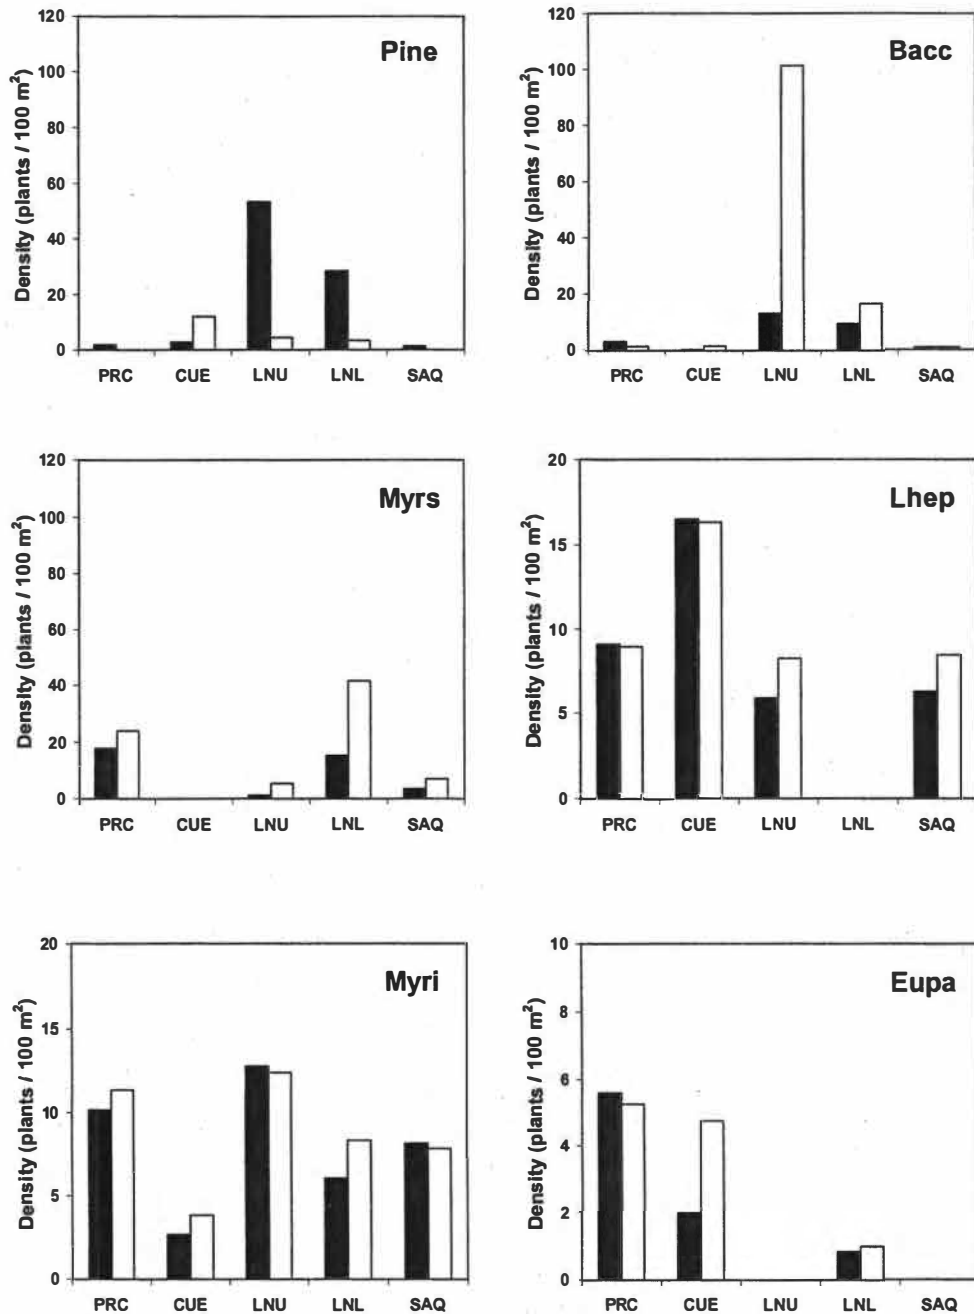 Pine
Density (plants / 100 m²)
120
100
80
60
40
20
0
PRC CUE LNU LNL SAQ
Bacc
Density (plants / 100 m²)
120
100
80
60
40
20
0
PRC CUE LNU LNL SAQ
Myrs
Density (plants / 100 m²)
120
100
80
60
40
20
0
PRC CUE LNU LNL SAQ
Lhep
Density (plants / 100 m²)
20
15
10
5
0
PRC CUE LNU LNL SAQ
Myri
Density (plants / 100 m²)
20
15
10
5
0
PRC CUE LNU LNL SAQ
Eupa
Density (plants / 100 m²)
10
8
6
4
2
0
PRC CUE LNU LNL SAQ